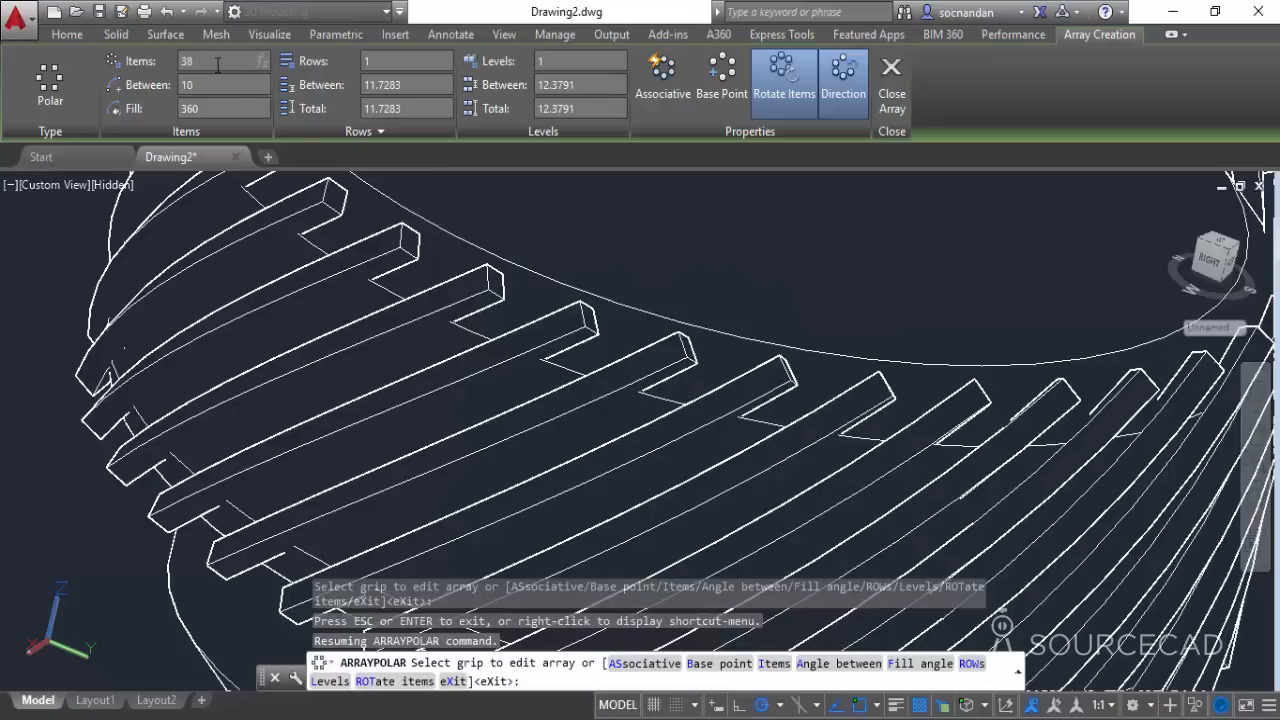 3D Modeling
Drawing2.dwg
Type a keyword or phrase
socnandan
Home Solid Surface Mesh Visualize Parametric Insert Annotate View Manage Output Add-ins A360 Express Tools Featured Apps BIM 360 Performance Array Creation
Polar
Type
Items: 38
Between: 10
Fill: 360
Items
Rows: 1
Between: 11.7283
Total: 11.7283
Rows
Levels: 1
Between: 12.3791
Total: 12.3791
Levels
Associative Base Point Rotate Items Direction
Properties
Close
Array
Close
Start Drawing2*
[−][Custom View][Hidden]
RIGHT
N S
Unnamed
Z
Y
Select grip to edit array or [ASsociative/Base point/Items/Angle between/Fill angle/ROWs/Levels/ROTate
items/eXit]<eXit>:
Press ESC or ENTER to exit, or right-click to display shortcut-menu.
Resuming ARRAYPOLAR command.
ARRAYPOLAR Select grip to edit array or [ASsociative Base point Items Angle between Fill angle ROWs
Levels ROTate items eXit]<eXit>:
SOURCECAD
Model Layout1 Layout2
MODEL 1:1